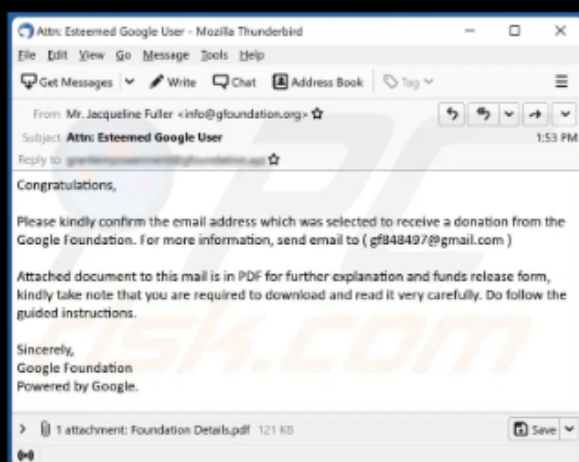 Attn: Esteemed Google User - Mozilla Thunderbird
File Edit View Go Message Tools Help
Get Messages Write Chat Address Book Tag
From Mr. Jacqueline Fuller <info@gfoundation.org>
Subject Attn: Esteemed Google User 1:53 PM
Reply to
Congratulations,
Please kindly confirm the email address which was selected to receive a donation from the
Google Foundation. For more information, send email to ( gf848497@gmail.com )
Attached document to this mail is in PDF for further explanation and funds release form,
kindly take note that you are required to download and read it very carefully. Do follow the
guided instructions.
Sincerely,
Google Foundation
Powered by Google.
1 attachment: Foundation Details.pdf 121 KB Save
PC
risk.com